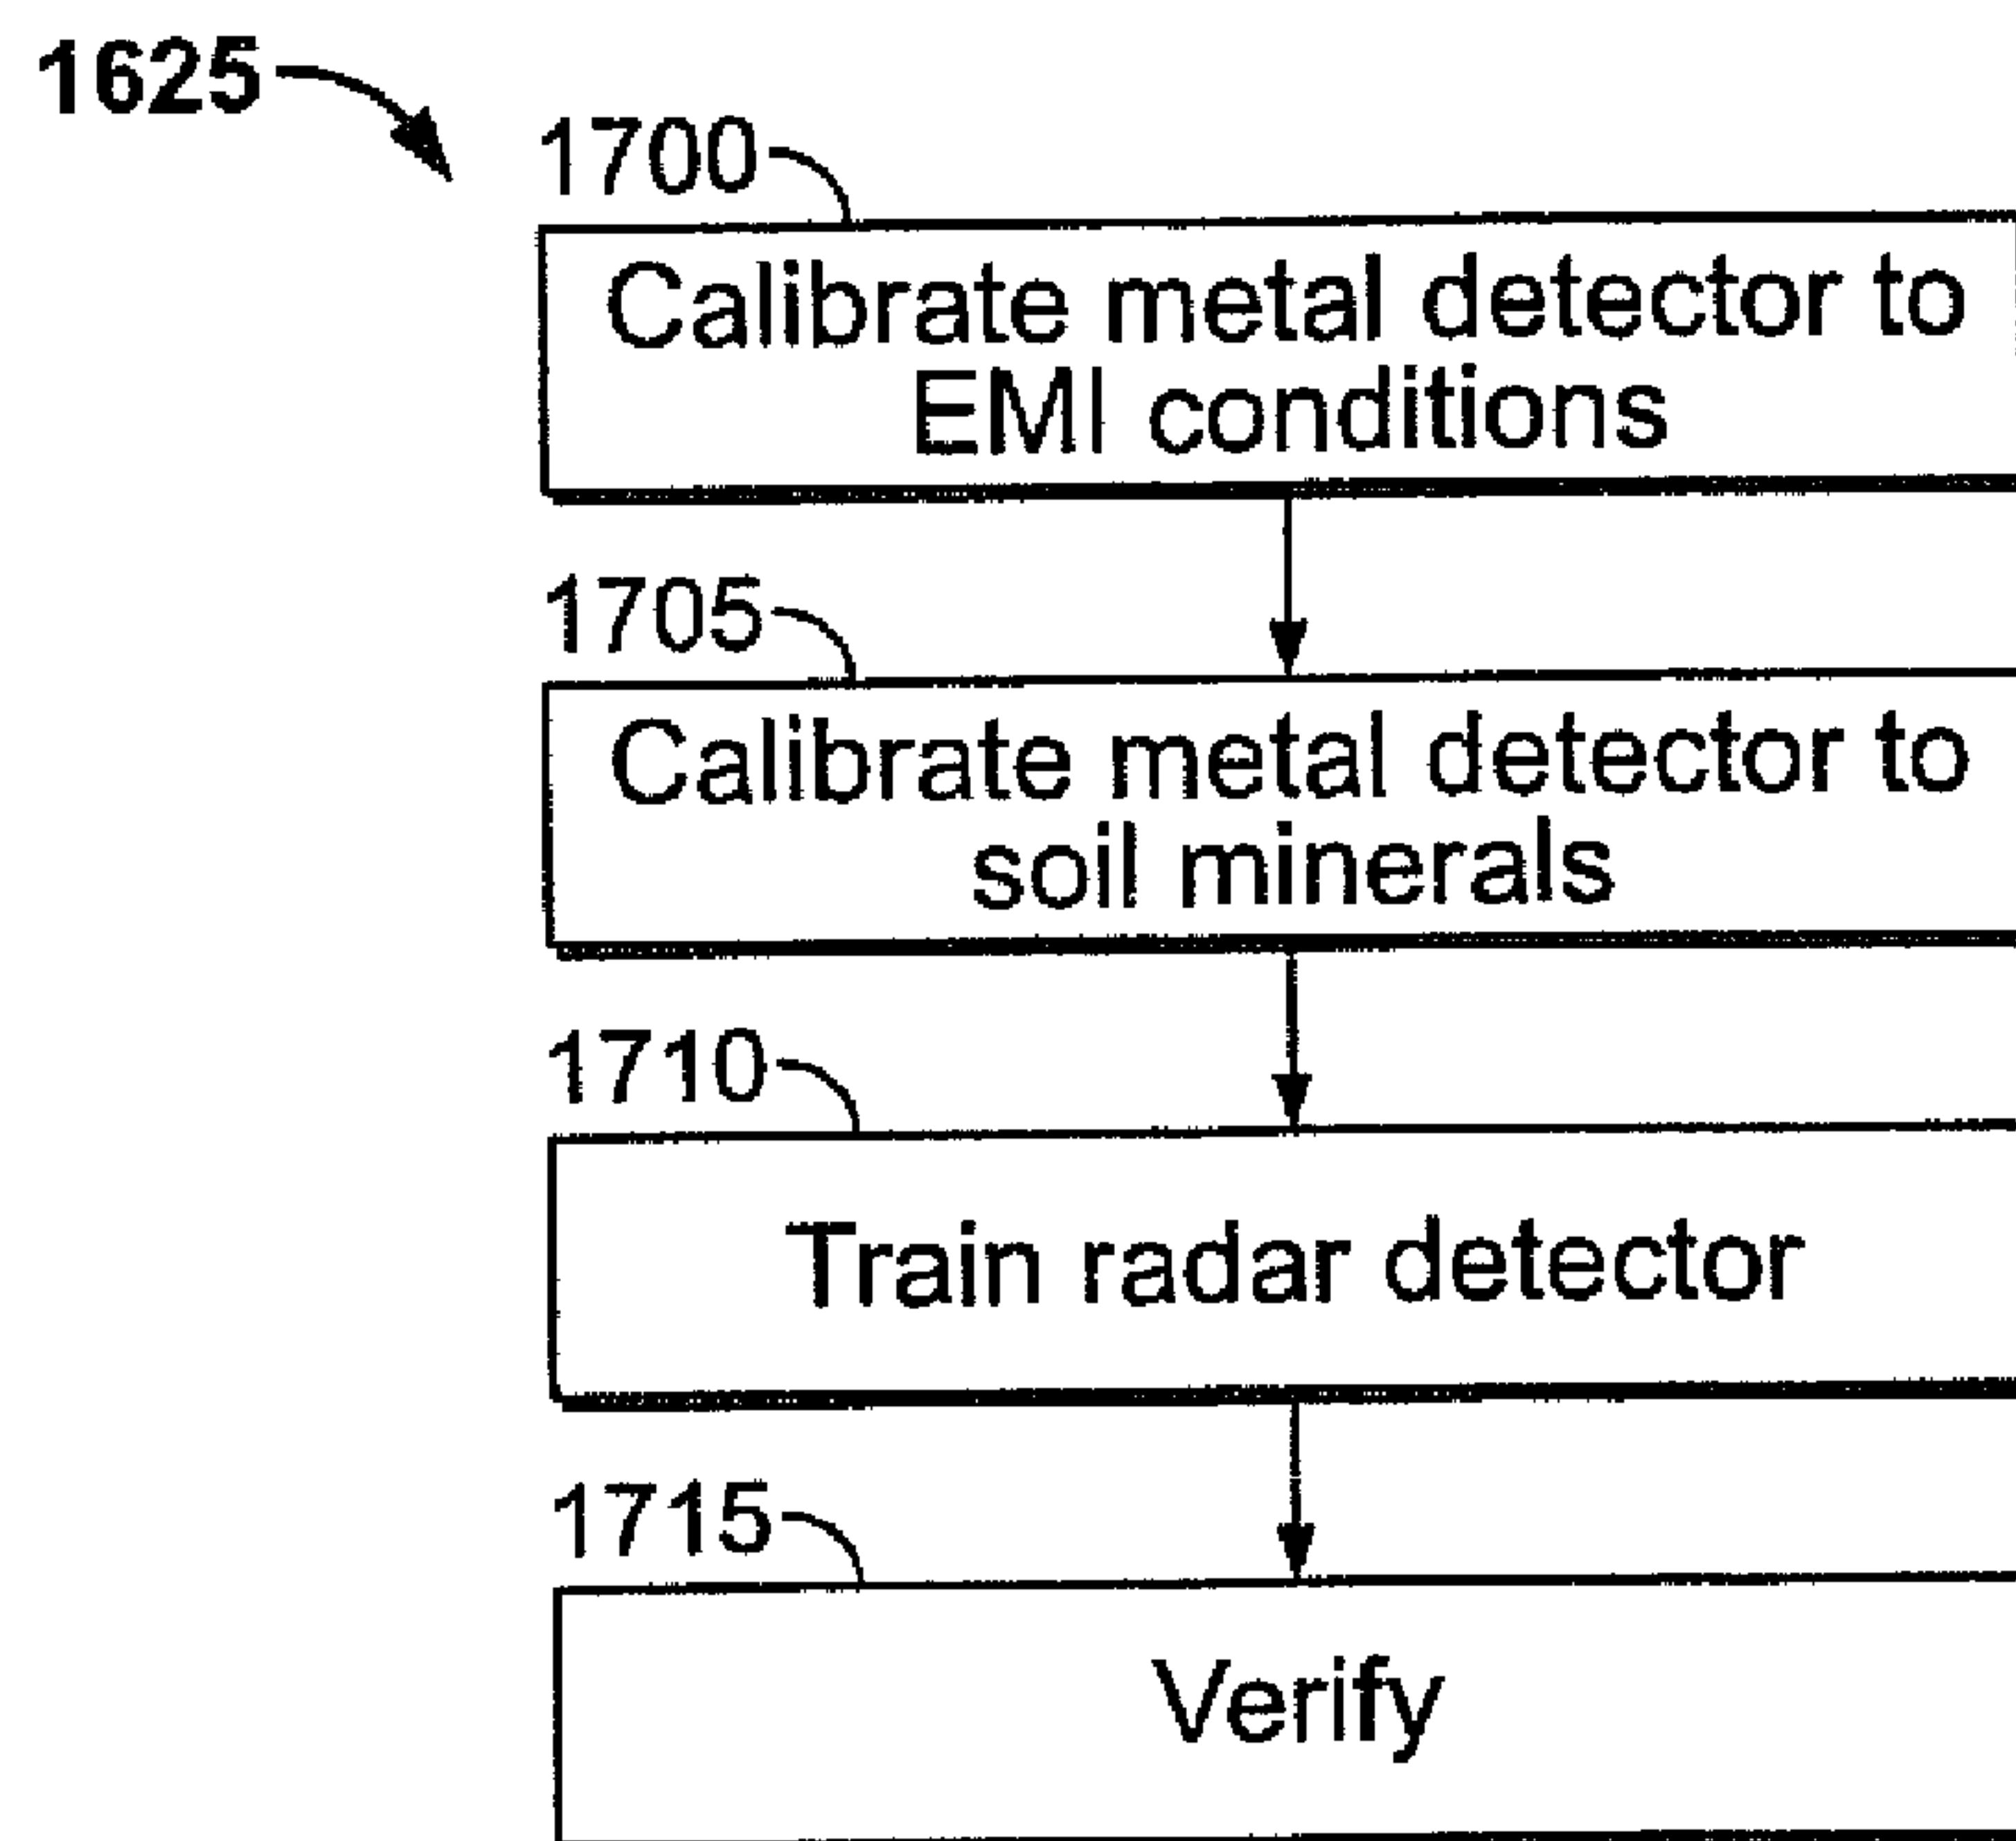 1625
1700
Calibrate metal detector to
EMI conditions
1705
Calibrate metal detector to
soil minerals
1710
Train radar detector
1715
Verify